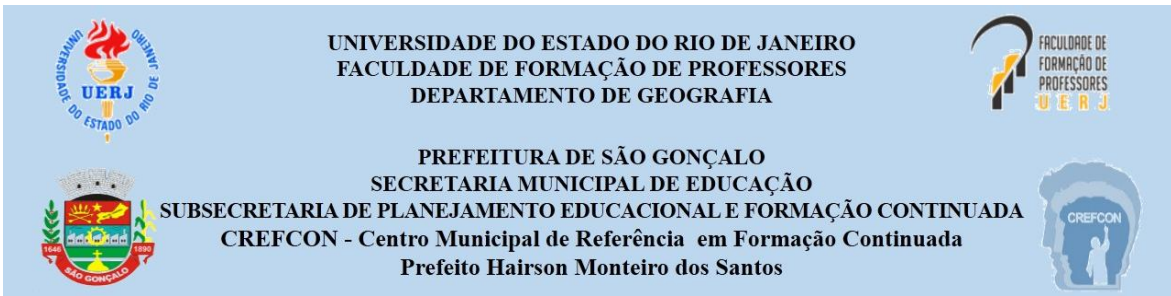 UNIVERSIDADE DO ESTADO DO RIO DE JANEIRO
UERJ
UNIVERSIDADE DO ESTADO DO RIO DE JANEIRO
FACULDADE DE FORMAÇÃO DE PROFESSORES
DEPARTAMENTO DE GEOGRAFIA
FACULDADE DE
FORMAÇÃO DE
PROFESSORES
UERJ
PREFEITURA DE SÃO GONÇALO
SECRETARIA MUNICIPAL DE EDUCAÇÃO
SUBSECRETARIA DE PLANEJAMENTO EDUCACIONAL E FORMAÇÃO CONTINUADA
CREFCON - Centro Municipal de Referência em Formação Continuada
Prefeito Hairson Monteiro dos Santos
1646
1890
SÃO GONÇALO
CREFCON